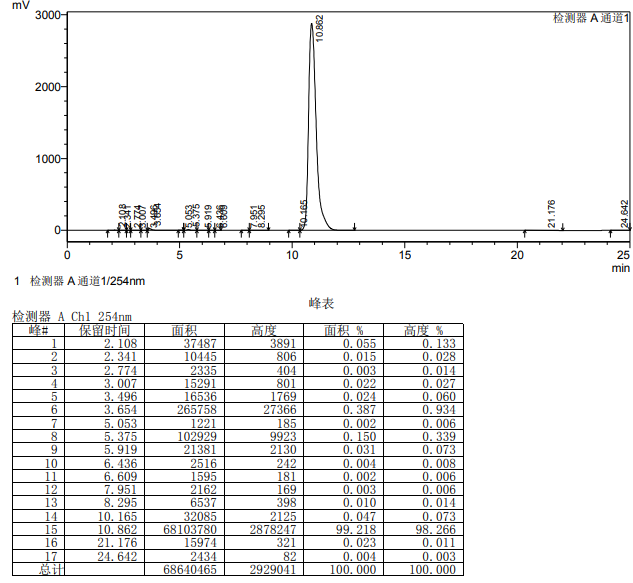 mV
3000
检测器 A 通道1
10.862
2000
1000
0
2.108
2.341
2.774
3.007
3.496
3.654
5.053
5.375
5.919
6.436
6.609
7.951
8.295
10.165
21.176
24.642
0 5 10 15 20 25
min
1 检测器 A 通道1/254nm
峰表
检测器 A Ch1 254nm
峰# 保留时间 面积 高度 面积 % 高度 %
1 2.108 37487 3891 0.055 0.133
2 2.341 10445 806 0.015 0.028
3 2.774 2335 404 0.003 0.014
4 3.007 15291 801 0.022 0.027
5 3.496 16536 1769 0.024 0.060
6 3.654 265758 27366 0.387 0.934
7 5.053 1221 185 0.002 0.006
8 5.375 102929 9923 0.150 0.339
9 5.919 21381 2130 0.031 0.073
10 6.436 2516 242 0.004 0.008
11 6.609 1595 181 0.002 0.006
12 7.951 2162 169 0.003 0.006
13 8.295 6537 398 0.010 0.014
14 10.165 32085 2125 0.047 0.073
15 10.862 68103780 2878247 99.218 98.266
16 21.176 15974 321 0.023 0.011
17 24.642 2434 82 0.004 0.003
总计 68640465 2929041 100.000 100.000